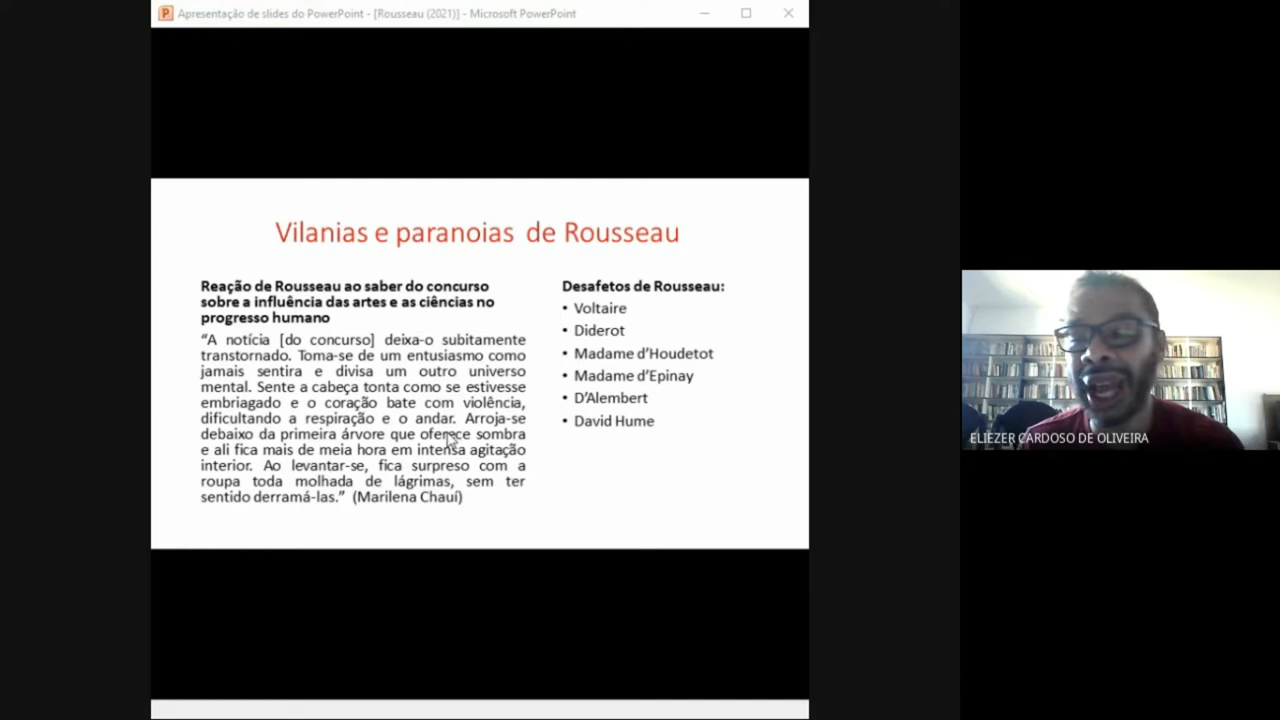 Apresentação de slides do PowerPoint - [Rousseau (2021)] - Microsoft PowerPoint
Vilanias e paranoias de Rousseau
Reação de Rousseau ao saber do concurso
sobre a influência das artes e as ciências no
progresso humano
“A notícia [do concurso] deixa-o subitamente
transtornado. Toma-se de um entusiasmo como
jamais sentira e divisa um outro universo
mental. Sente a cabeça tonta como se estivesse
embriagado e o coração bate com violência,
dificultando a respiração e o andar. Arroja-se
debaixo da primeira árvore que oferece sombra
e ali fica mais de meia hora em intensa agitação
interior. Ao levantar-se, fica surpreso com a
roupa toda molhada de lágrimas, sem ter
sentido derramá-las.” (Marilena Chauí)
Desafetos de Rousseau:
• Voltaire
• Diderot
• Madame d’Houdetot
• Madame d’Epinay
• D’Alembert
• David Hume
ELIEZER CARDOSO DE OLIVEIRA